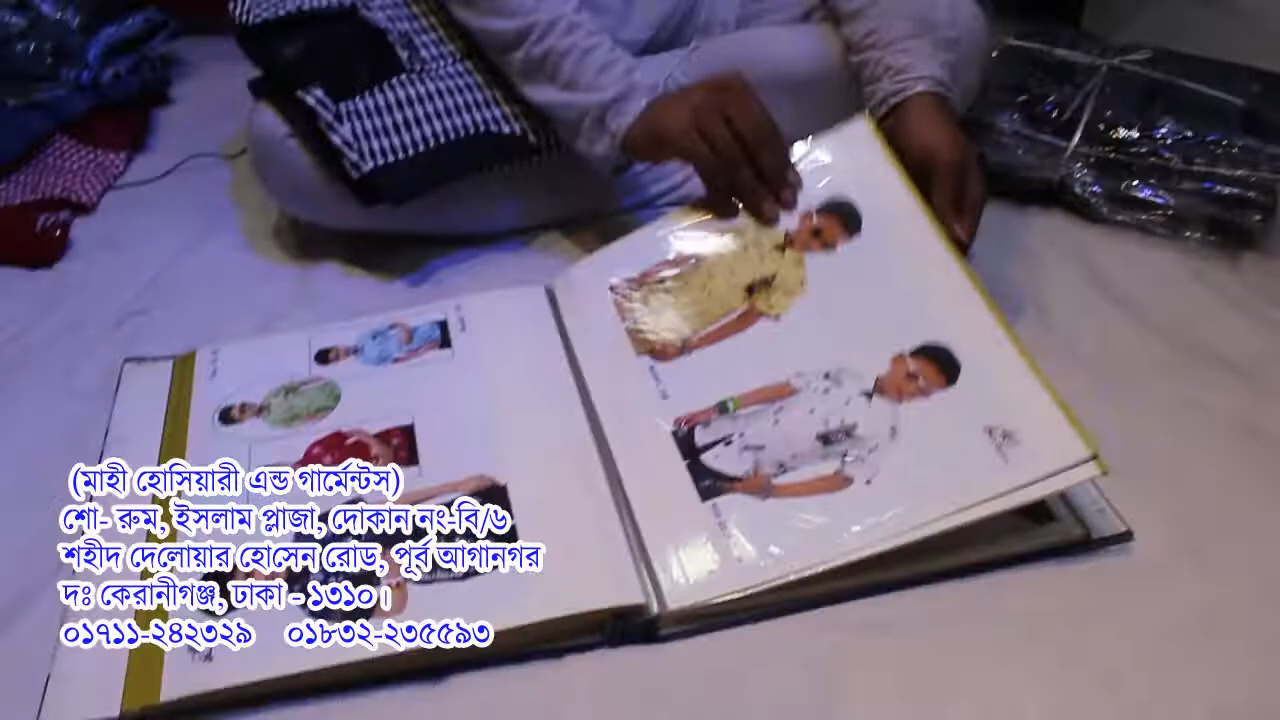 (মাহী হোসিয়ারী এন্ড গার্মেন্টস)
শো- রুম, ইসলাম প্লাজা, দোকান নং-বি/৬
শহীদ দেলোয়ার হোসেন রোড, পূর্ব আগানগর
দঃ কেরানীগঞ্জ, ঢাকা - ১৩১০।
০১৭১১-২৪২৩২৯ ০১৮৩২-২৩৫৫৯৩